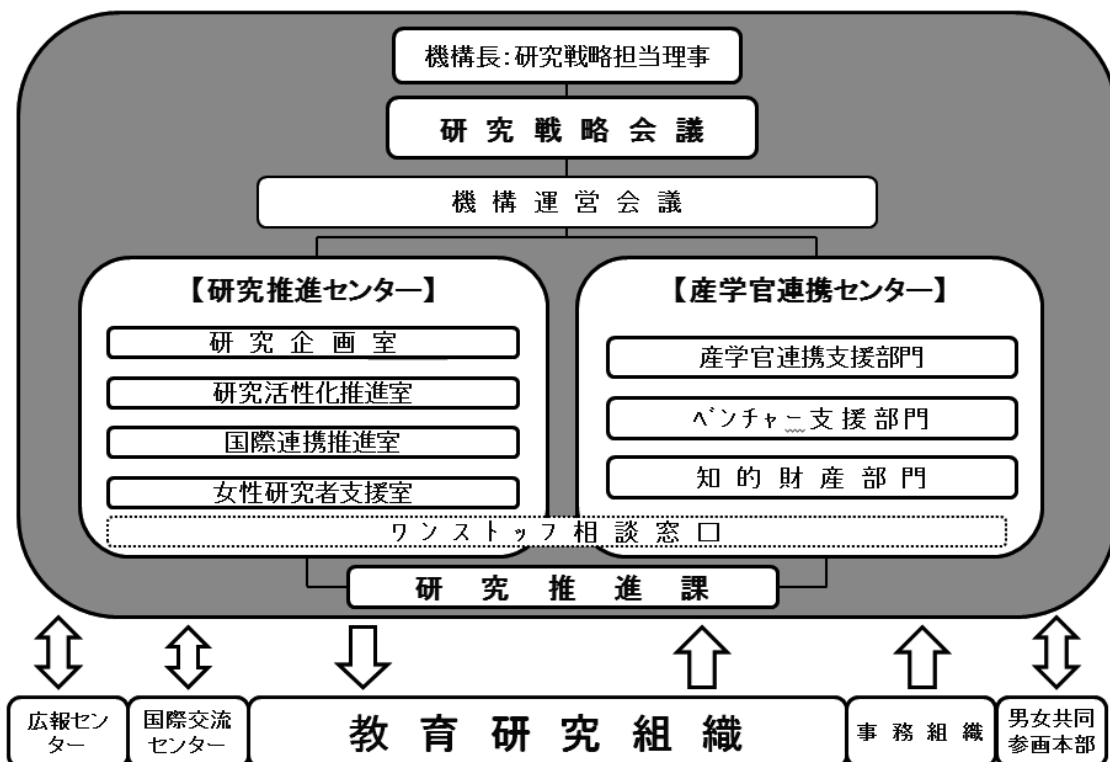 機構長：研究戦略担当理事
研究戦略会議
機構運営会議
【研究推進センター】
研究企画室
研究活性化推進室
国際連携推進室
女性研究者支援室
【産学官連携センター】
産学官連携支援部門
ﾍﾞンチャー支援部門
知的財産部門
ワンストッフ相談窓口
研究推進課
広報セン
ター
国際交流
センター
教育研究組織
事務組織
男女共同
参画本部